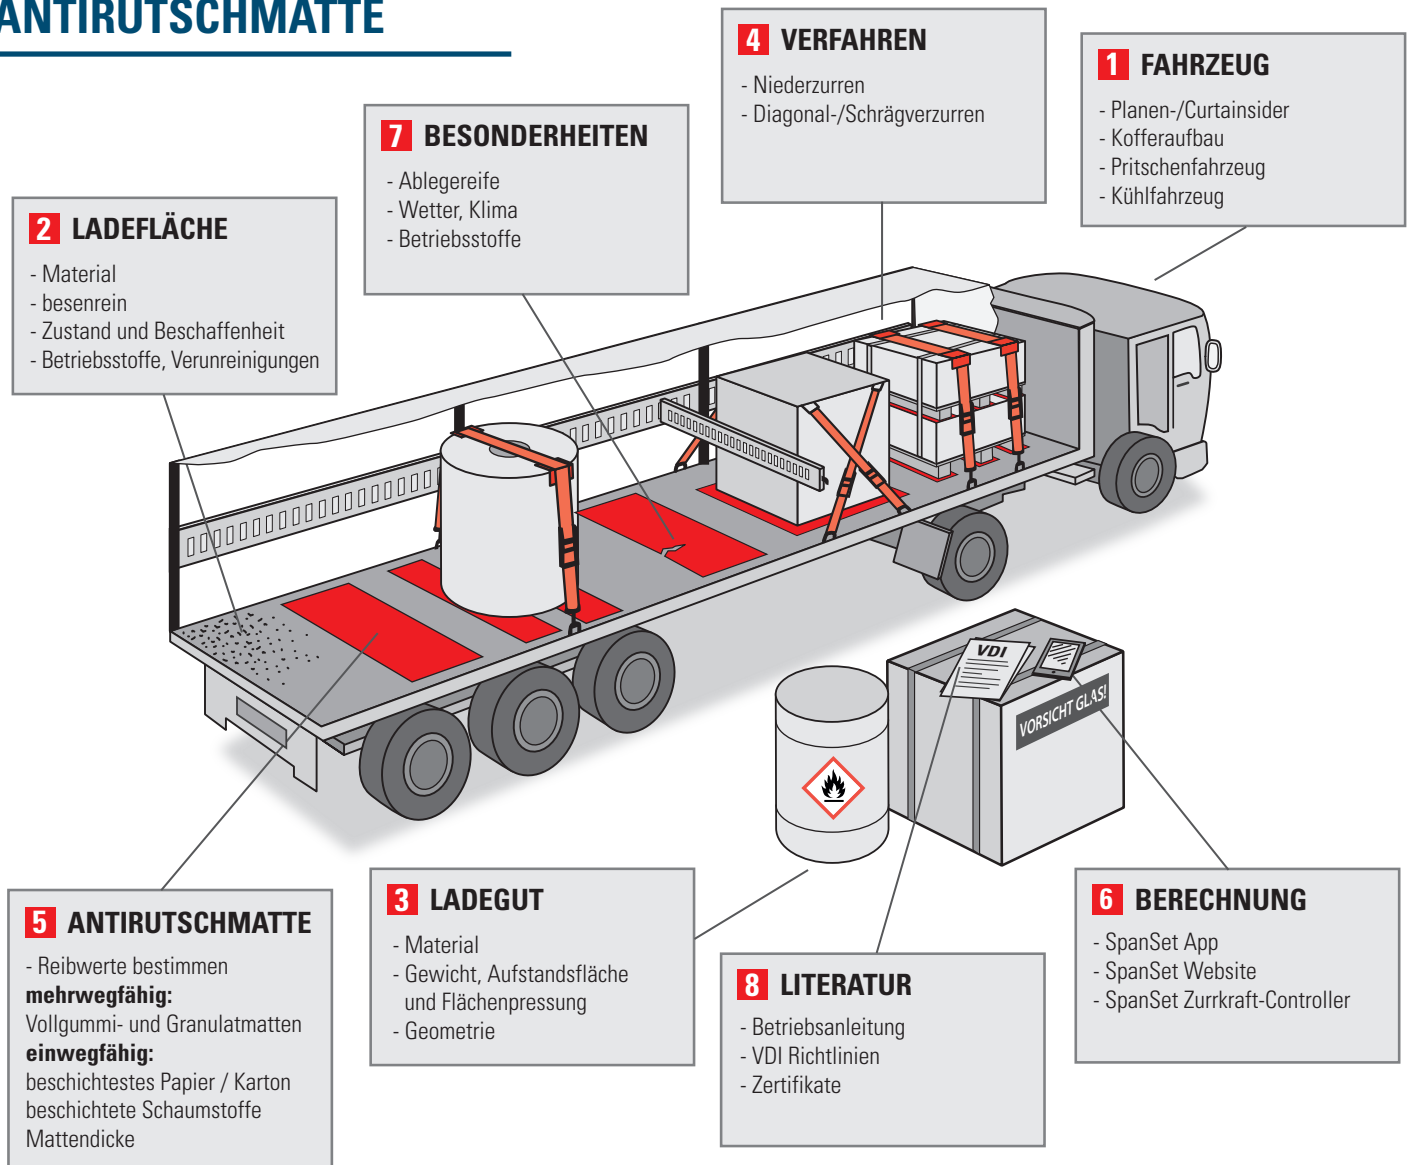 ANTIRUTSCHMATTE
4 VERFAHREN
- Niederzurren
- Diagonal-/Schrägverzurren
1 FAHRZEUG
- Planen-/Curtainsider
- Kofferaufbau
- Pritschenfahrzeug
- Kühlfahrzeug
7 BESONDERHEITEN
- Ablegereife
- Wetter, Klima
- Betriebsstoffe
2 LADEFLÄCHE
- Material
- besenrein
- Zustand und Beschaffenheit
- Betriebsstoffe, Verunreinigungen
VDI
VORSICHT GLAS!
5 ANTIRUTSCHMATTE
- Reibwerte bestimmen
mehrwegfähig:
Vollgummi- und Granulatmatten
einwegfähig:
beschichtestes Papier / Karton
beschichtete Schaumstoffe
Mattendicke
3 LADEGUT
- Material
- Gewicht, Aufstandsfläche
und Flächenpressung
- Geometrie
8 LITERATUR
- Betriebsanleitung
- VDI Richtlinien
- Zertifikate
6 BERECHNUNG
- SpanSet App
- SpanSet Website
- SpanSet Zurrkraft-Controller